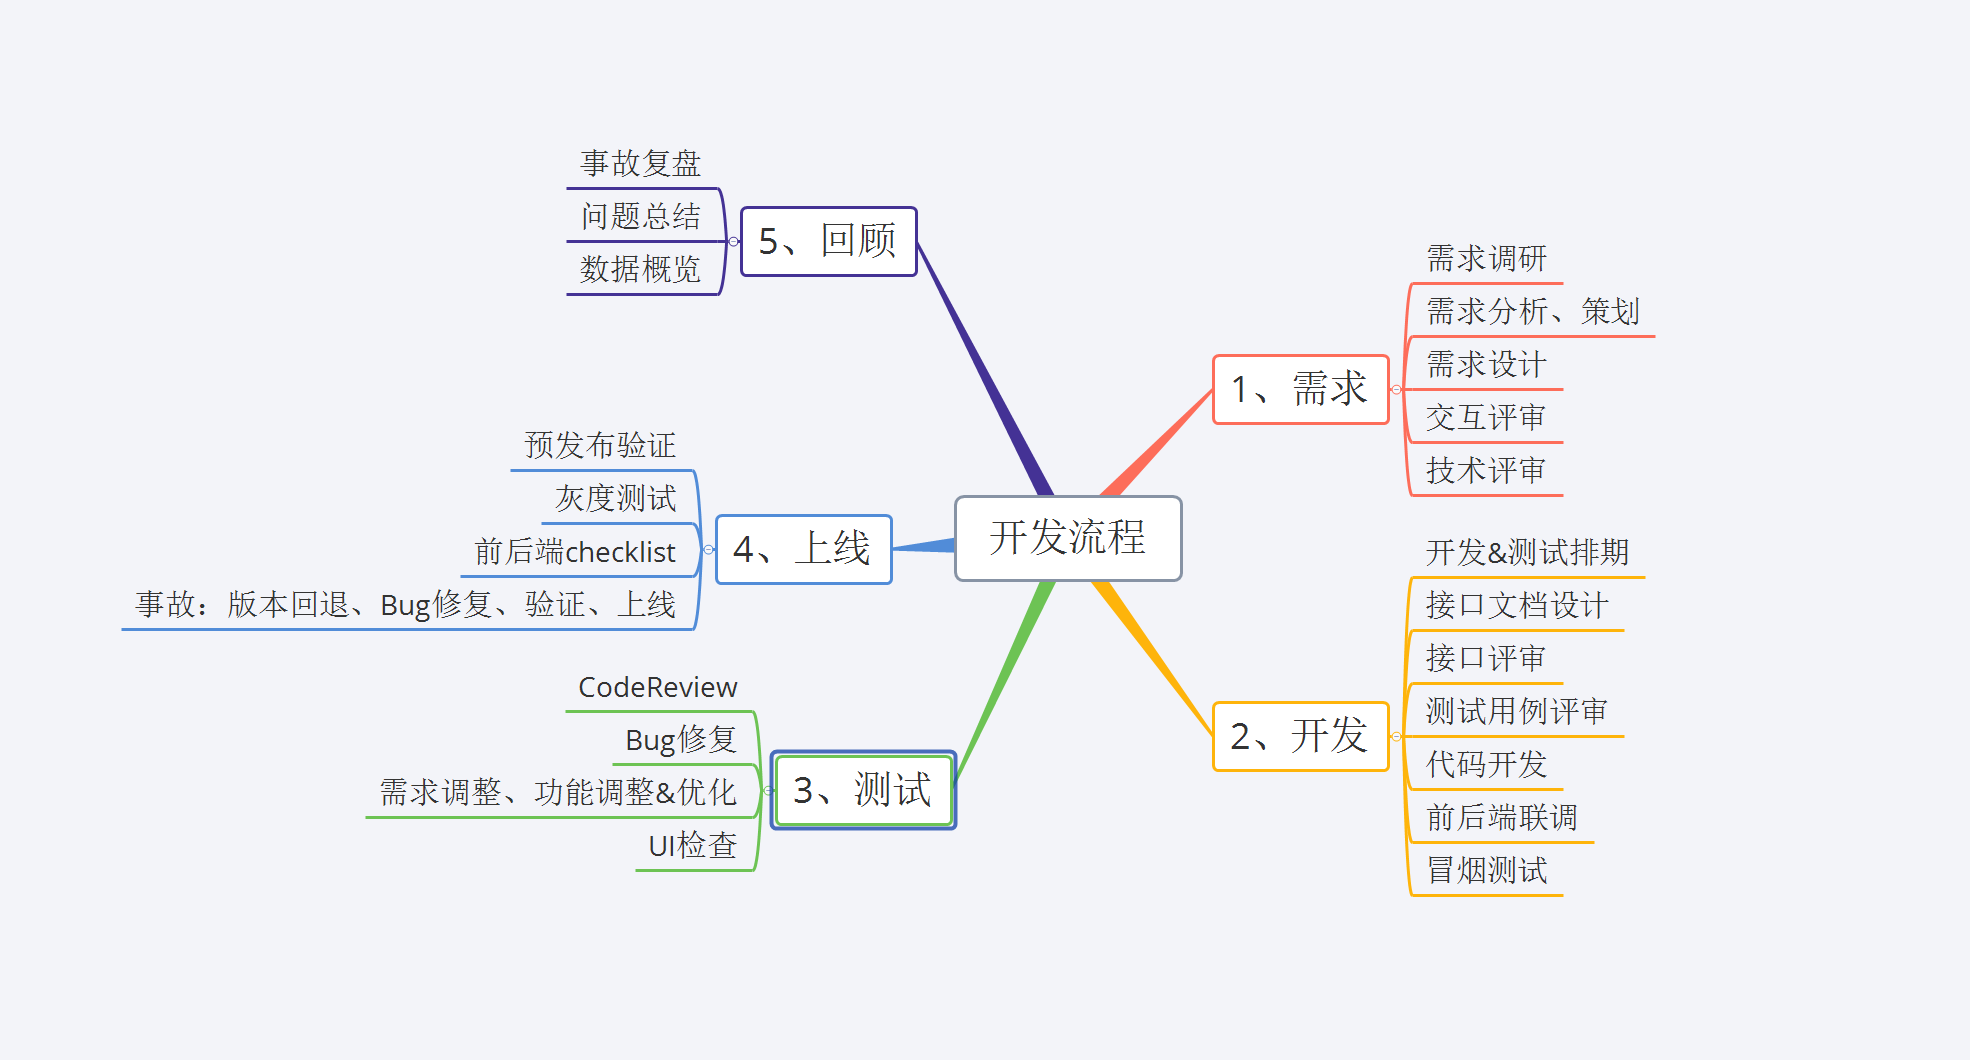 开发流程
1、需求
需求调研
需求分析、策划
需求设计
交互评审
技术评审
2、开发
开发&测试排期
接口文档设计
接口评审
测试用例评审
代码开发
前后端联调
冒烟测试
3、测试
CodeReview
Bug修复
需求调整、功能调整&优化
UI检查
4、上线
预发布验证
灰度测试
前后端checklist
事故：版本回退、Bug修复、验证、上线
5、回顾
事故复盘
问题总结
数据概览